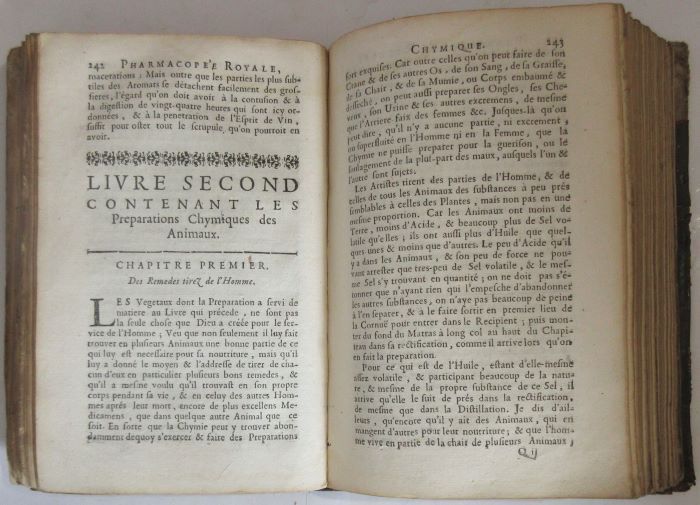 242 PHARMACOPE'E ROYALE,
macerations; Mais outre que les parties les plus sub-
tiles des Aromats se détachent facilement des gros-
sieres, l'égard qu'on doit avoir à la contusion & à
la digestion de vingt-quatre heures qui sont icy or-
données, & à la penetration de l'Esprit de Vin,
suffit pour oster tout le scrupule, qu'on pourroit en
avoir.
LIVRE SECOND
CONTENANT LES
Preparations Chymiques des
Animaux.
CHAPITRE PREMIER.
Des Remedes tirez de l'Homme.
LES Vegetaux dont la Preparation a servi de
matiere au Livre qui précede, ne sont pas
la seule chose que Dieu a créée pour le ser-
vice de l'Homme; Veu que non seulement il luy fait
trouver en plusieurs Animaux une bonne partie de ce
qui luy est necessaire pour sa nourriture, mais qu'il
luy a donné le moyen & l'addresse de tirer de cha-
cun d'eux en particulier plusieurs bons remedes, &
qu'il a mesme voulu qu'il trouvast en son propre
corps pendant sa vie, & en celuy des autres Hom-
mes aprés leur mort, encore de plus excellens Me-
dicamens, que dans quelque autre Animal que ce
soit. En sorte que la Chymie peut y trouver abon-
damment dequoy s'exercer & faire des Preparations
CHYMIQUE. 243
fort exquises. Car outre celles qu'on peut faire de son
Crane & de ses autres Os, de son Sang, de sa Graisse,
de sa Chair, & de sa Mumie, ou Corps embaumé &
disseché, on peut aussi preparer ses Ongles, ses Che-
veux, son Urine & ses autres excremens, de mesme
que l'Arriere faix des femmes &c. Jusques-là qu'on
peut dire, qu'il n'y a aucune partie, ni excrement,
ou superfluité en l'Homme ni en la Femme, que la
Chymie ne puisse preparer pour la guerison, ou le
soulagement de la plus-part des maux, ausquels l'un &
l'autre sont sujets.
Les Artistes tirent des parties de l'Homme, & de
celles de tous les Animaux des substances à peu prés
semblables à celles des Plantes, mais non pas en une
mesme proportion. Car les Animaux ont moins de
Terre, moins d'Acide, & beaucoup plus de Sel vo-
latile qu'elles; ils ont aussi plus d'Huile que quel-
ques unes & moins que d'autres. Le peu d'Acide qu'il
y a dans les Animaux, & son peu de force ne pou-
vant arrester que tres-peu de Sel volatile, & le mes-
me Sel s'y trouvant en quantité; on ne doit pas s'é-
tonner que n'ayant rien qui l'empesche d'abandonner
les autres substances, on n'aye pas beaucoup de peine
à l'en separer, & à le faire sortir en premier lieu de
la Cornuë pour entrer dans le Recipient; puis mon-
ter du fond du Matras à long col au haut du Chapi-
teau dans sa rectification, comme il arrive lors qu'on
en fait la preparation.
Pour ce qui est de l'Huile, estant d'elle-mesme
assez volatile, & participant beaucoup de la natu-
re, & mesme de la propre substance de ce Sel, il
arrive qu'elle le suit de prés dans la rectification,
de mesme que dans la Distillation. Je dis d'ail-
leurs, qu'encore qu'il y ait des Animaux, qui en
mangent d'autres pour leur nourriture; & que l'hom-
me vive en partie de la chait de plusieurs Animaux,
Q ij